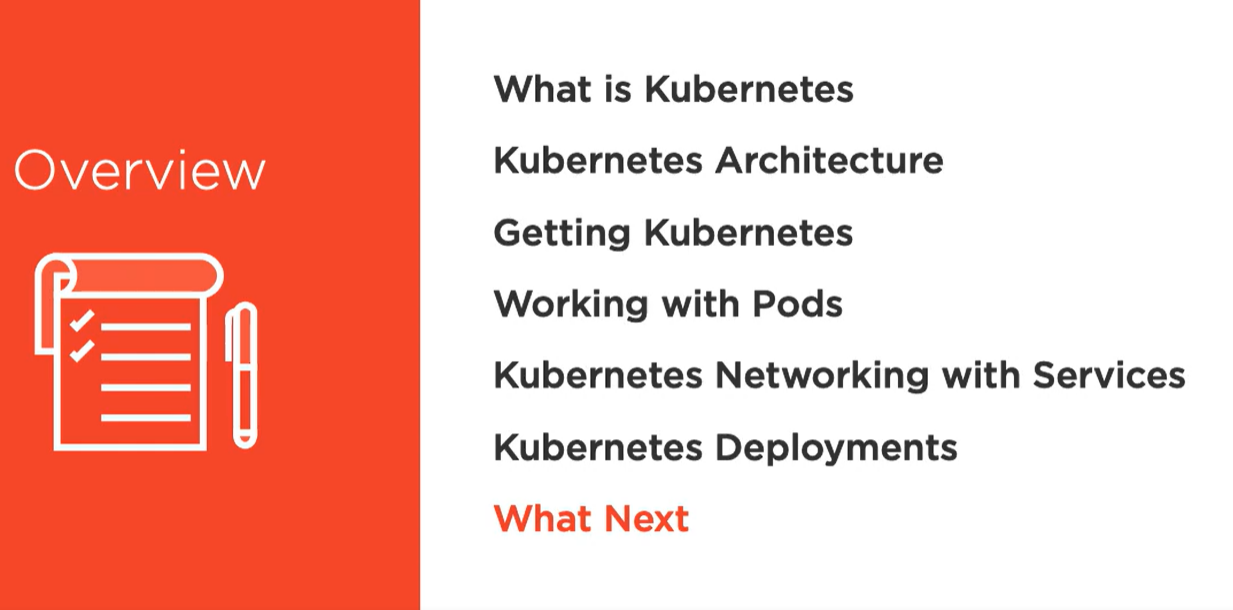 Overview
What is Kubernetes
Kubernetes Architecture
Getting Kubernetes
Working with Pods
Kubernetes Networking with Services
Kubernetes Deployments
What Next